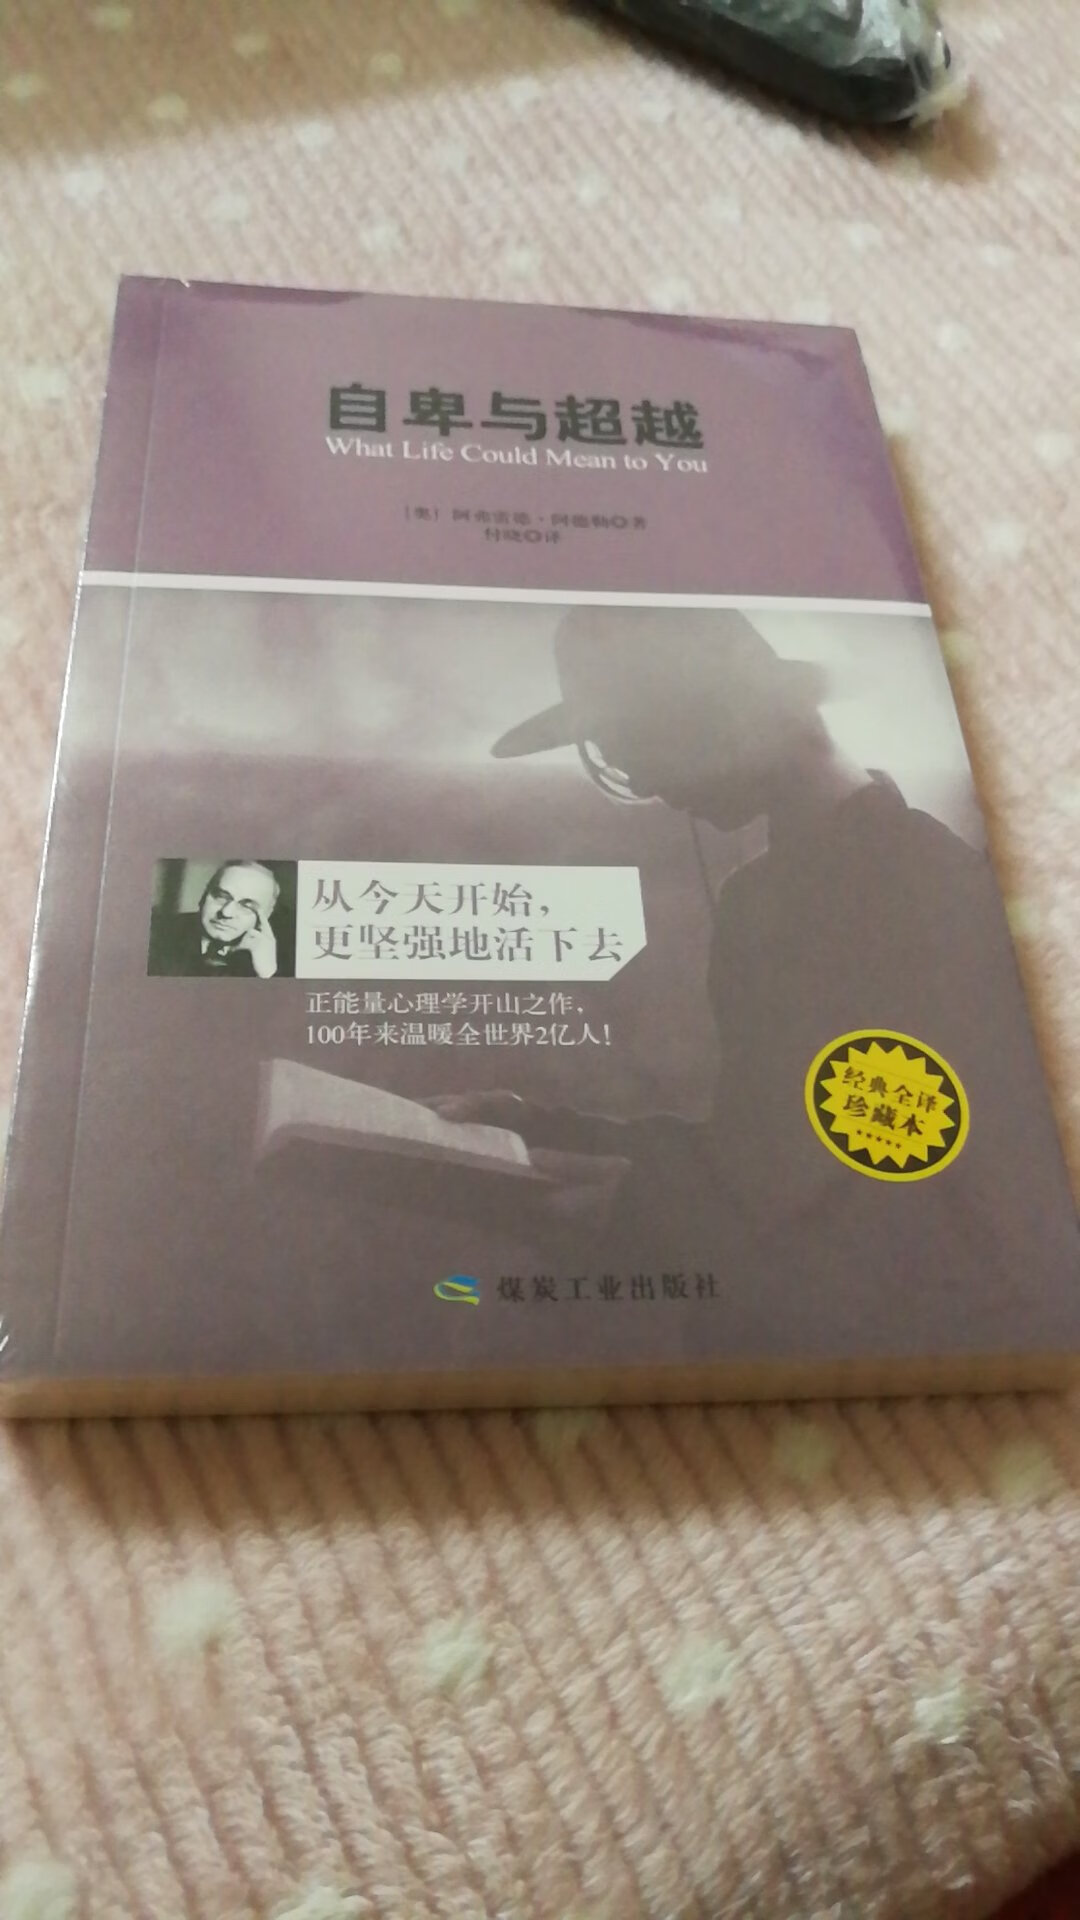 自卑与超越
What Life Could Mean to You
[奥] 阿弗雷德·阿德勒◎著
付晓◎译
从今天开始，
更坚强地活下去
正能量心理学开山之作，
100年来温暖全世界2亿人！
经典全译
珍藏本
煤炭工业出版社